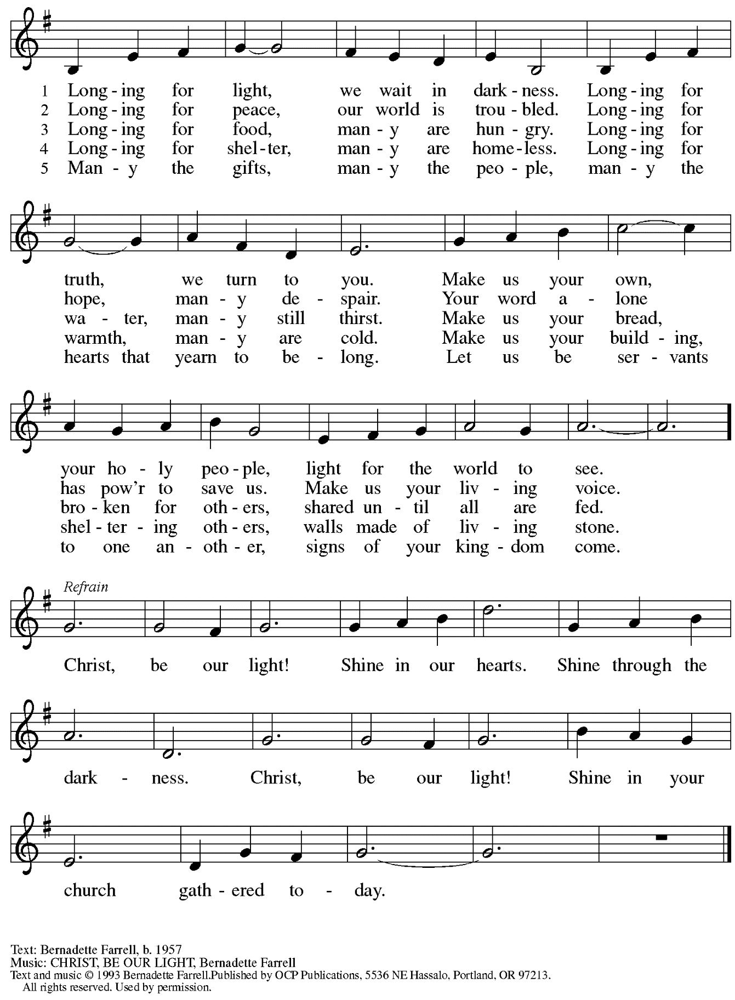 1 Long - ing for light, we wait in dark - ness. Long - ing for
2 Long - ing for peace, our world is trou - bled. Long - ing for
3 Long - ing for food, man - y are hun - gry. Long - ing for
4 Long - ing for shel - ter, man - y are home - less. Long - ing for
5 Man - y the gifts, man - y the peo - ple, man - y the
truth, we turn to you. Make us your own,
hope, man - y de - spair. Your word a - lone
wa - ter, man - y still thirst. Make us your bread,
warmth, man - y are cold. Make us your build - ing,
hearts that yearn to be - long. Let us be ser - vants
your ho - ly peo - ple, light for the world to see.
has pow'r to save us. Make us your liv - ing voice.
bro - ken for oth - ers, shared un - til all are fed.
shel - ter - ing oth - ers, walls made of liv - ing stone.
to one an - oth - er, signs of your king - dom come.
Refrain
Christ, be our light! Shine in our hearts. Shine through the
dark - ness. Christ, be our light! Shine in your
church gath - ered to - day.
Text: Bernadette Farrell, b. 1957
Music: CHRIST, BE OUR LIGHT, Bernadette Farrell
Text and music © 1993 Bernadette Farrell.Published by OCP Publications, 5536 NE Hassalo, Portland, OR 97213.
All rights reserved. Used by permission.